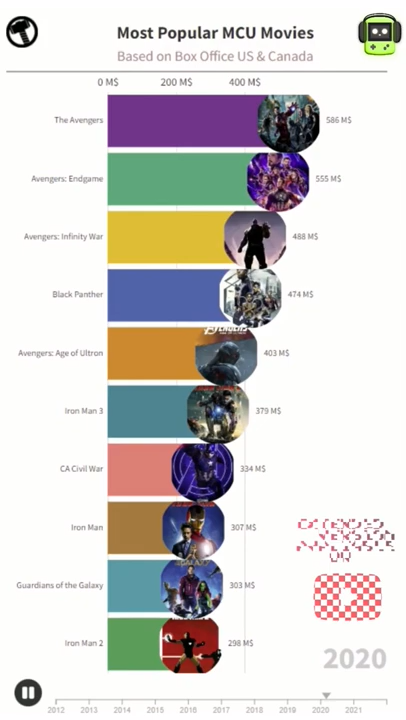 Most Popular MCU Movies
Based on Box Office US & Canada
0 M$ 200 M$ 400 M$
The Avengers 586 M$
Avengers: Endgame 555 M$
Avengers: Infinity War 488 M$
Black Panther 474 M$
Avengers: Age of Ultron 403 M$
Iron Man 3 379 M$
CA Civil War 334 M$
Iron Man 307 M$
Guardians of the Galaxy 303 M$
Iron Man 2 298 M$
2020
2012 2013 2014 2015 2016 2017 2018 2019 2020 2021